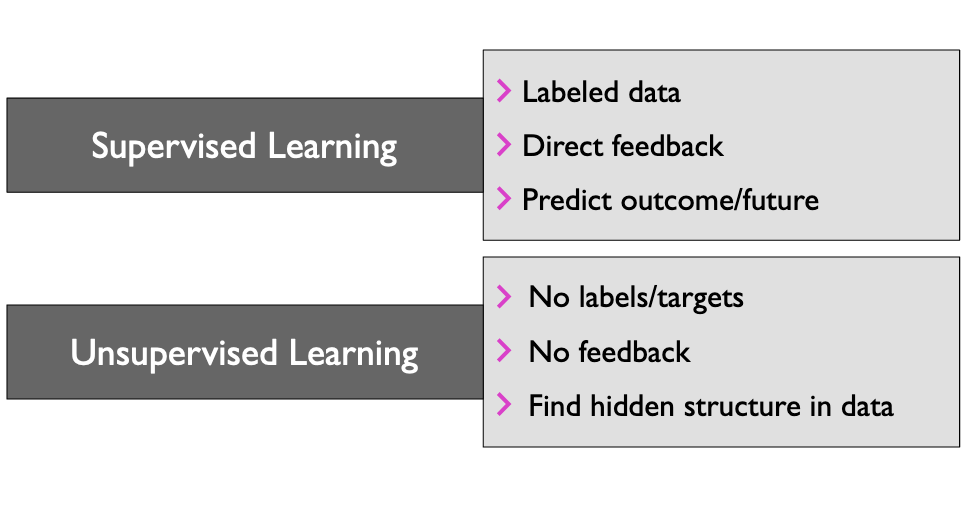 Supervised Learning
Labeled data
Direct feedback
Predict outcome/future
Unsupervised Learning
No labels/targets
No feedback
Find hidden structure in data